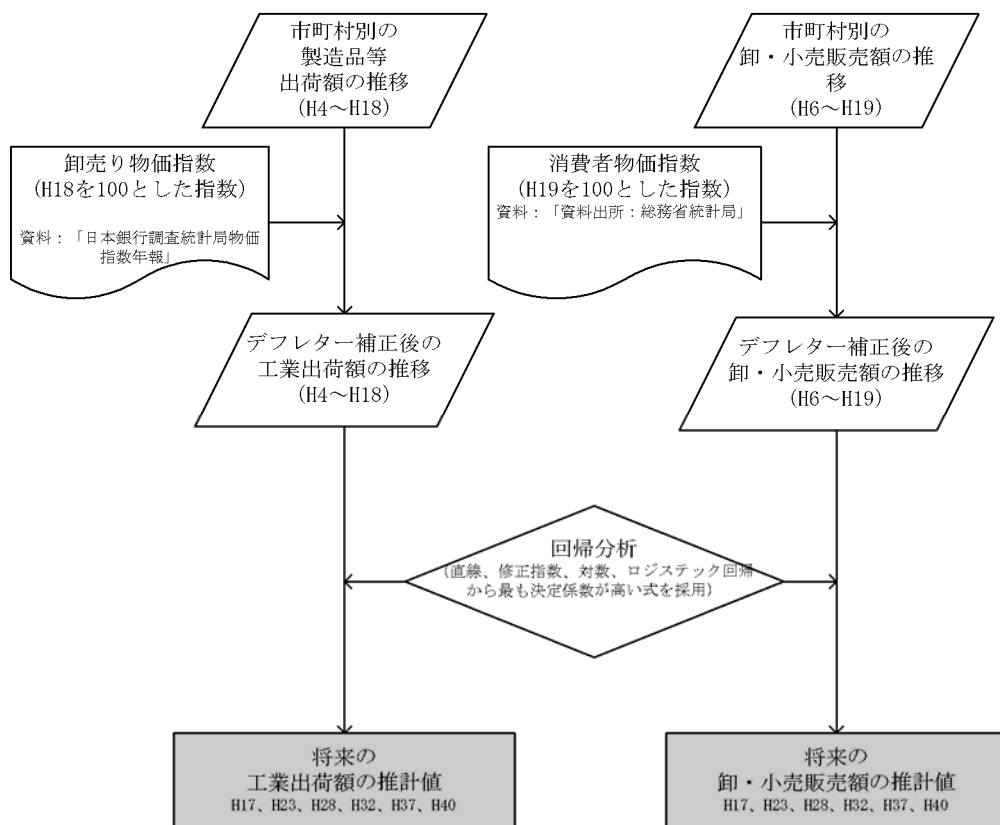 市町村別の
製造品等
出荷額の推移
（H4～H18）
市町村別の
卸・小売販売額の推
移
（H6～H19）
卸売り物価指数
（H18を100とした指数）
資料：「日本銀行調査統計局物価
指数年報」
消費者物価指数
（H19を100とした指数）
資料：「資料出所：総務省統計局」
デフレター補正後の
工業出荷額の推移
（H4～H18）
デフレター補正後の
卸・小売販売額の推移
（H6～H19）
回帰分析
（直線、修正指数、対数、ロジステック回帰
から最も決定係数が高い式を採用）
将来の
工業出荷額の推計値
H17、H23、H28、H32、H37、H40
将来の
卸・小売販売額の推計値
H17、H23、H28、H32、H37、H40